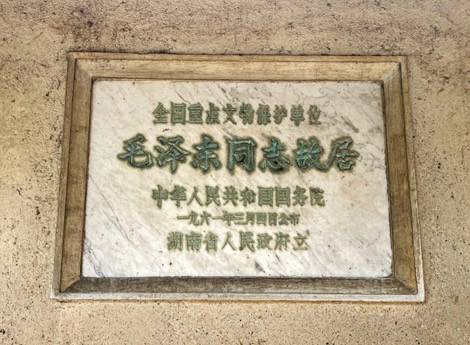 全国重点文物保护单位
毛泽东同志故居
中华人民共和国国务院
一九六一年三月四日公布
湖南省人民政府立